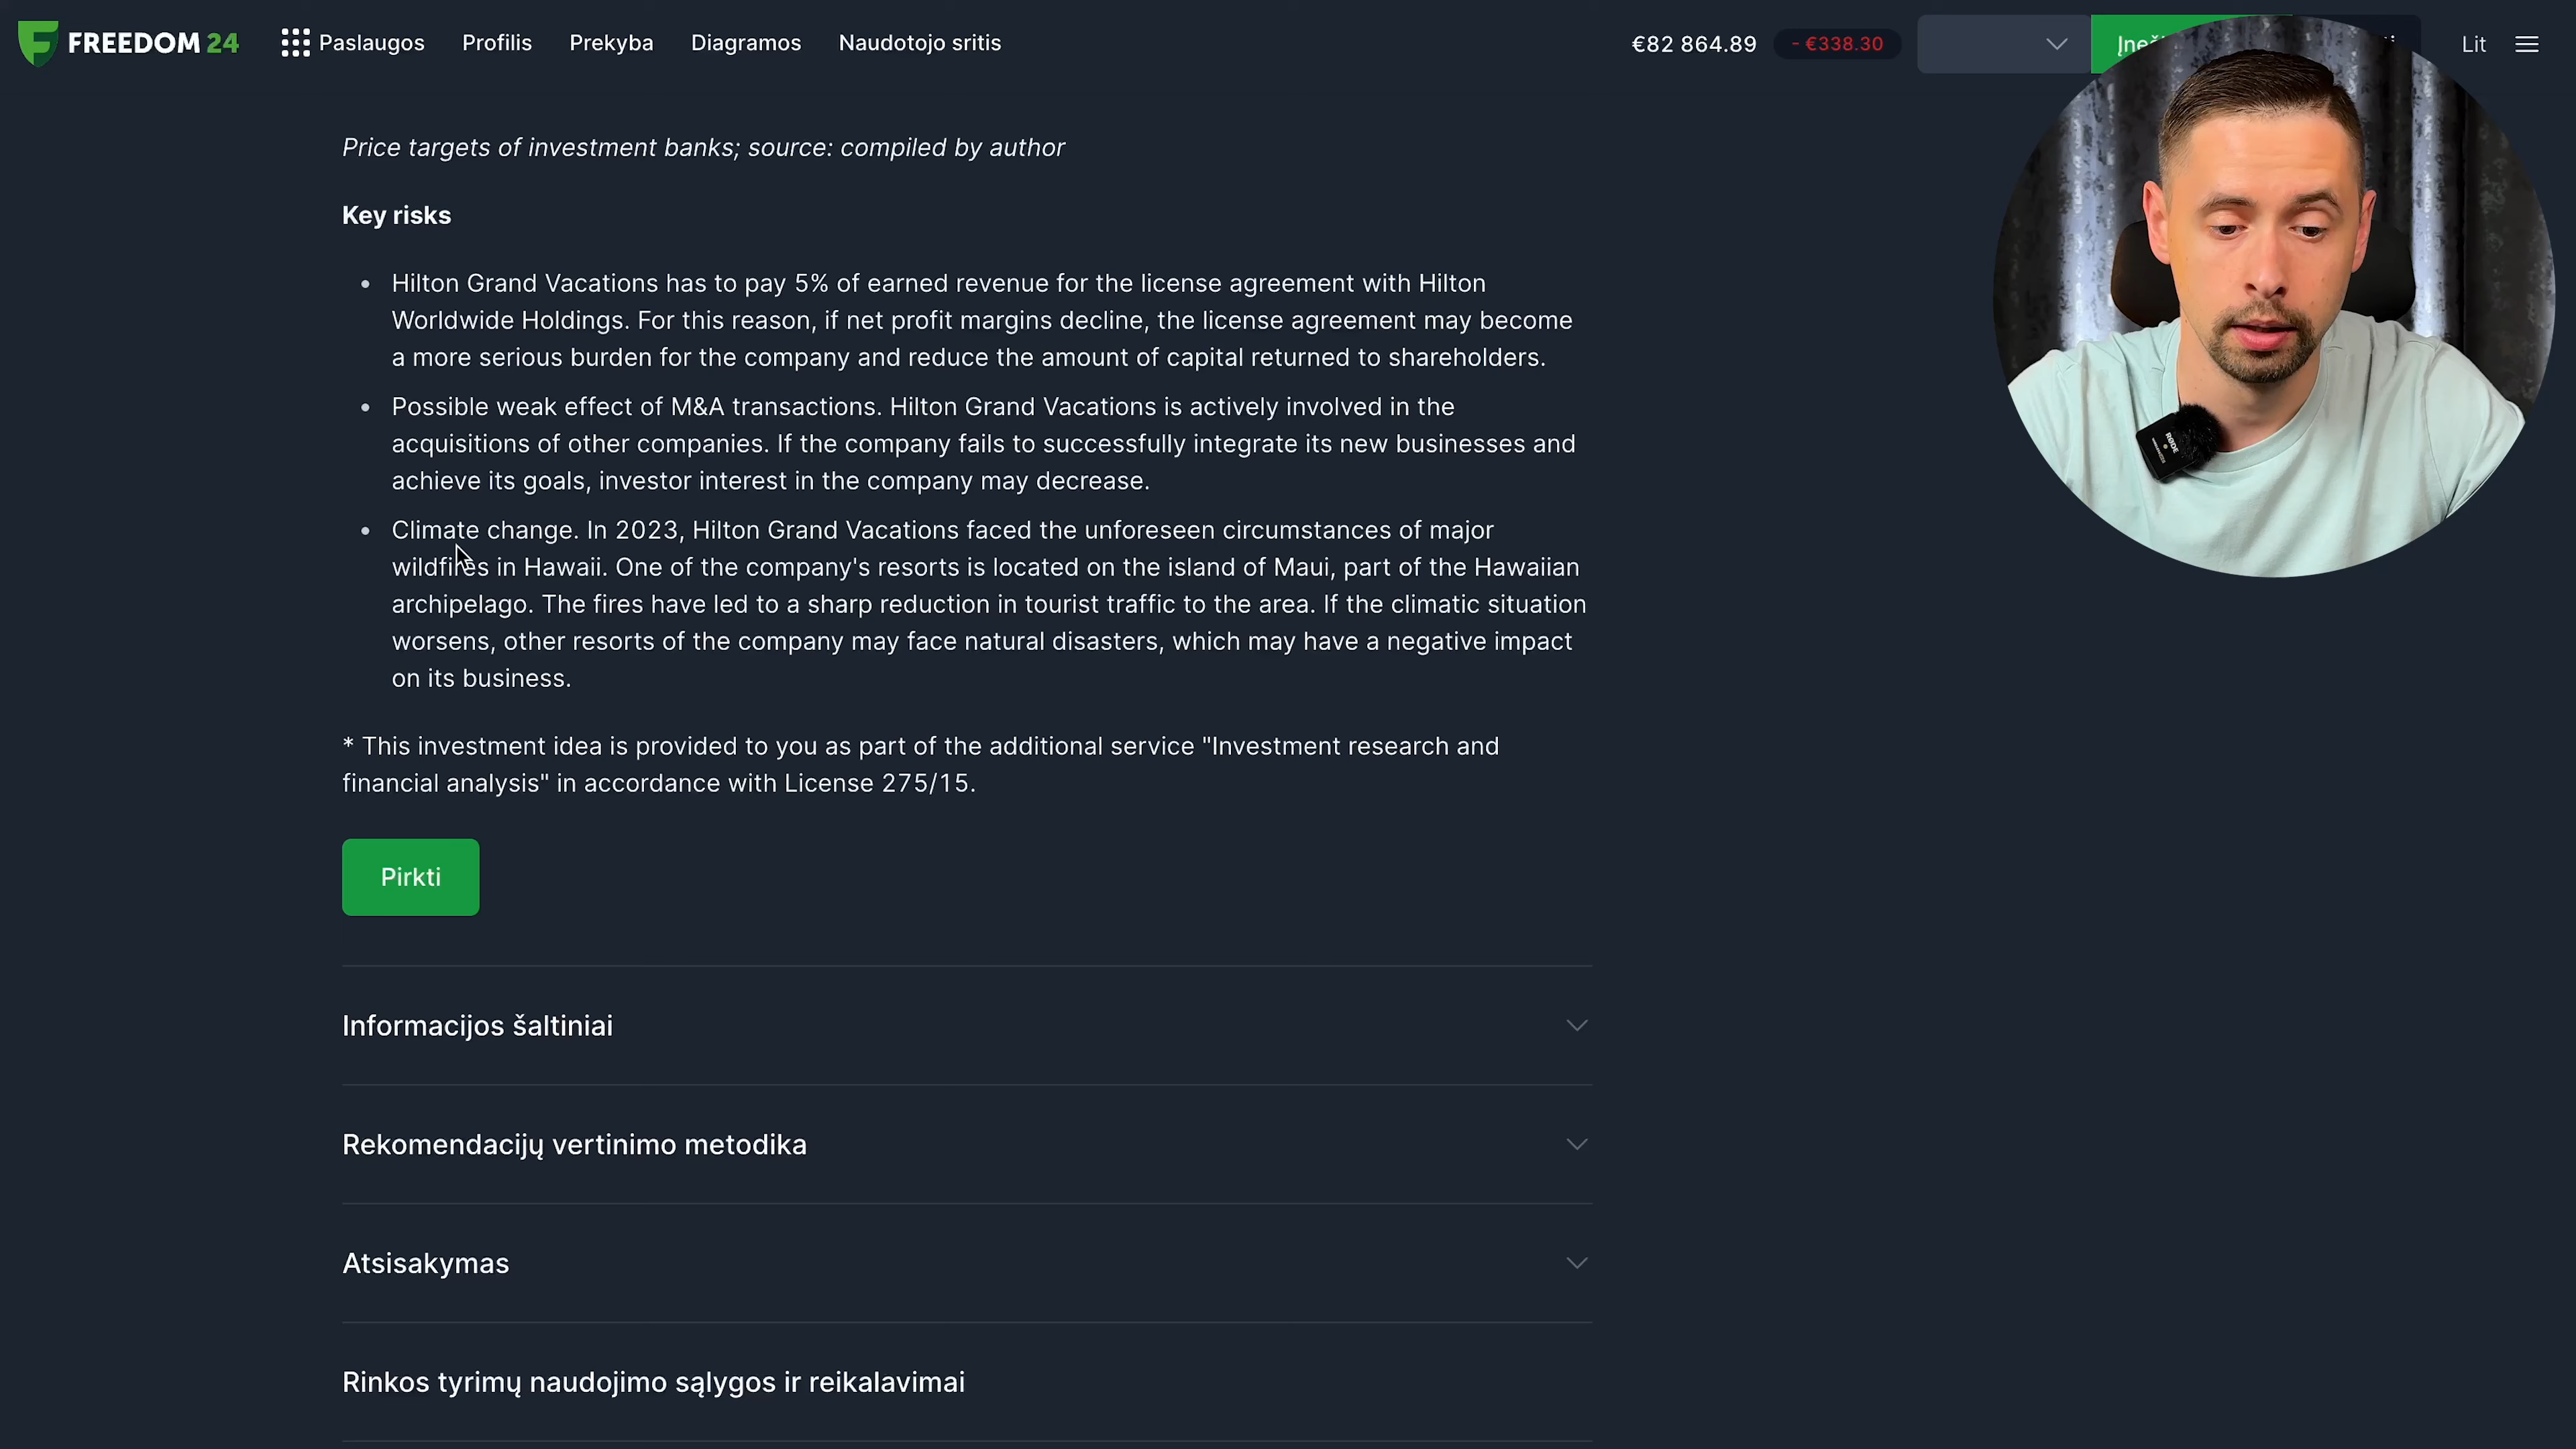 FREEDOM 24
Paslaugos
Profilis
Prekyba
Diagramos
Naudotojo sritis
€82 864.89
- €338.30
Lit
Price targets of investment banks; source: compiled by author
Key risks
Hilton Grand Vacations has to pay 5% of earned revenue for the license agreement with Hilton
Worldwide Holdings. For this reason, if net profit margins decline, the license agreement may become
a more serious burden for the company and reduce the amount of capital returned to shareholders.
Possible weak effect of M&A transactions. Hilton Grand Vacations is actively involved in the
acquisitions of other companies. If the company fails to successfully integrate its new businesses and
achieve its goals, investor interest in the company may decrease.
Climate change. In 2023, Hilton Grand Vacations faced the unforeseen circumstances of major
wildfires in Hawaii. One of the company's resorts is located on the island of Maui, part of the Hawaiian
archipelago. The fires have led to a sharp reduction in tourist traffic to the area. If the climatic situation
worsens, other resorts of the company may face natural disasters, which may have a negative impact
on its business.
* This investment idea is provided to you as part of the additional service "Investment research and
financial analysis" in accordance with License 275/15.
Pirkti
Informacijos šaltiniai
Rekomendacijų vertinimo metodika
Atsisakymas
Rinkos tyrimų naudojimo sąlygos ir reikalavimai
RØDE